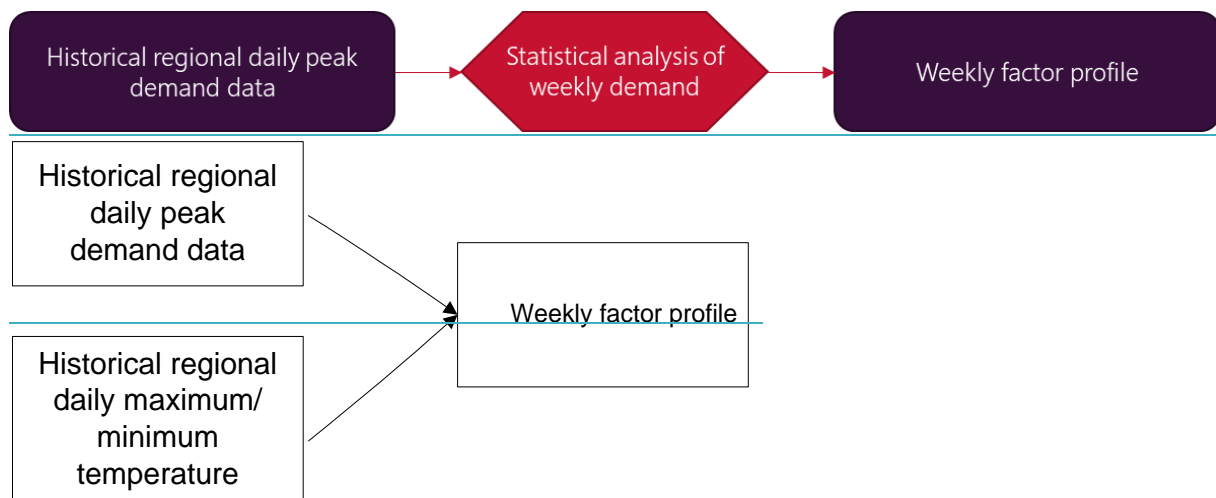 Historical regional daily peak
demand data
Statistical analysis of
weekly demand
Weekly factor profile
Historical regional
daily peak
demand data
Weekly factor profile
Historical regional
daily maximum/
minimum
temperature